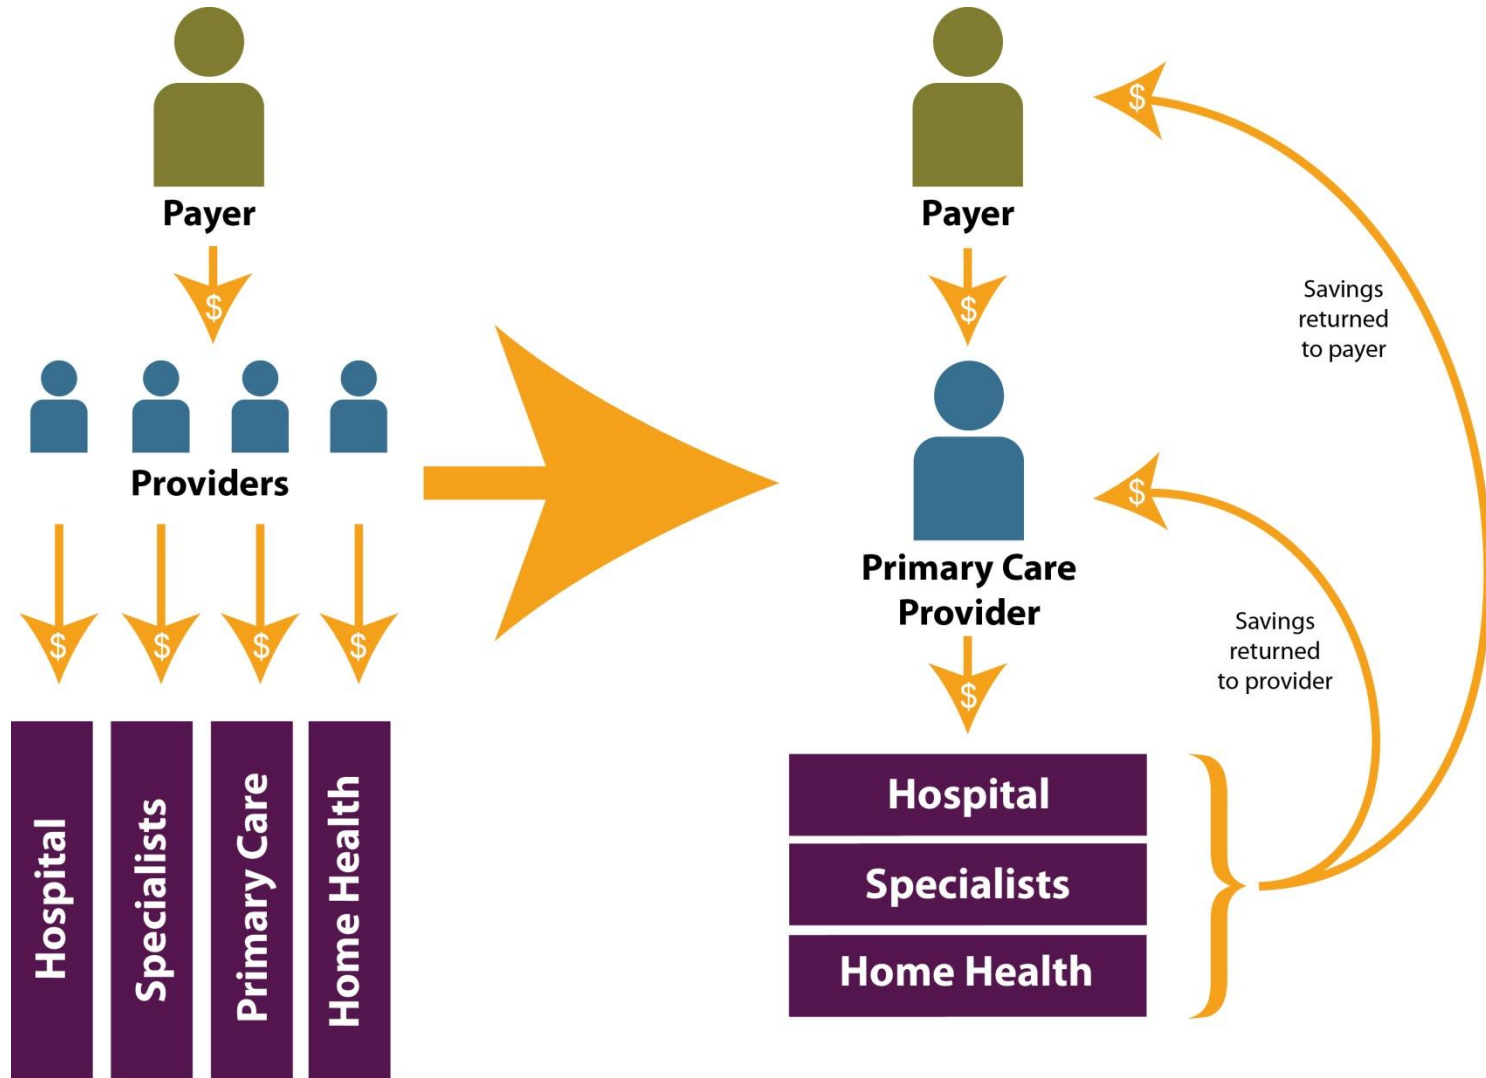 Payer
$
Providers
$
$
$
$
Hospital
Specialists
Primary Care
Home Health
Payer
$
$
Savings
returned
to payer
Primary Care
Provider
$
$
Savings
returned
to provider
Hospital
Specialists
Home Health